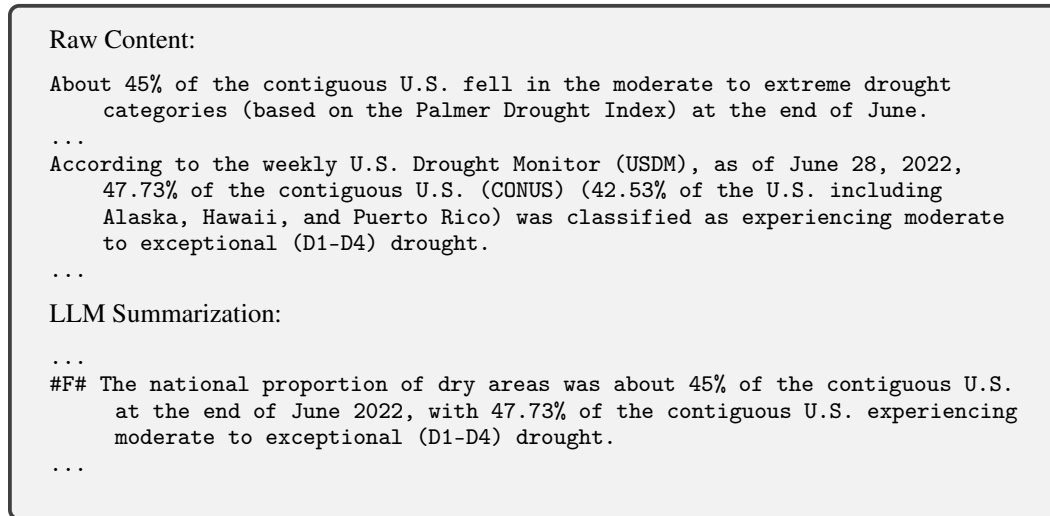 Raw Content:
About 45% of the contiguous U.S. fell in the moderate to extreme drought
categories (based on the Palmer Drought Index) at the end of June.
...
According to the weekly U.S. Drought Monitor (USDM), as of June 28, 2022,
47.73% of the contiguous U.S. (CONUS) (42.53% of the U.S. including
Alaska, Hawaii, and Puerto Rico) was classified as experiencing moderate
to exceptional (D1-D4) drought.
...
LLM Summarization:
...
#F# The national proportion of dry areas was about 45% of the contiguous U.S.
at the end of June 2022, with 47.73% of the contiguous U.S. experiencing
moderate to exceptional (D1-D4) drought.
...